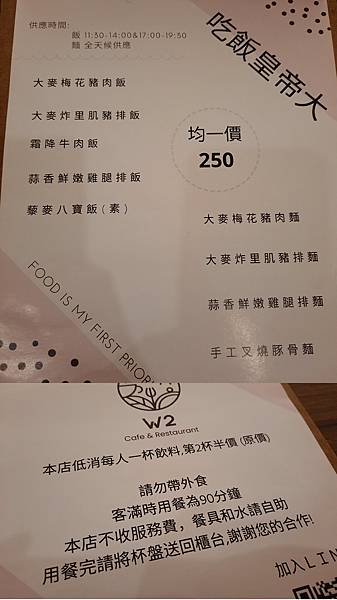 供應時間:
飯 11:30-14:00&17:00-19:30
麵 全天候供應
吃飯皇帝大
大麥梅花豬肉飯
大麥炸里肌豬排飯
霜降牛肉飯
蒜香鮮嫩雞腿排飯
藜麥八寶飯(素)
均一價
250
大麥梅花豬肉麵
大麥炸里肌豬排麵
蒜香鮮嫩雞腿排麵
手工叉燒豚骨麵
FOOD IS MY FIRST PRIORI
W2
Cafe & Restaurant
本店低消每人一杯飲料,第2杯半價 (原價)
請勿帶外食
客滿時用餐為90分鐘
本店不收服務費，餐具和水請自助
用餐完請將杯盤送回櫃台,謝謝您的合作!
加入LIN